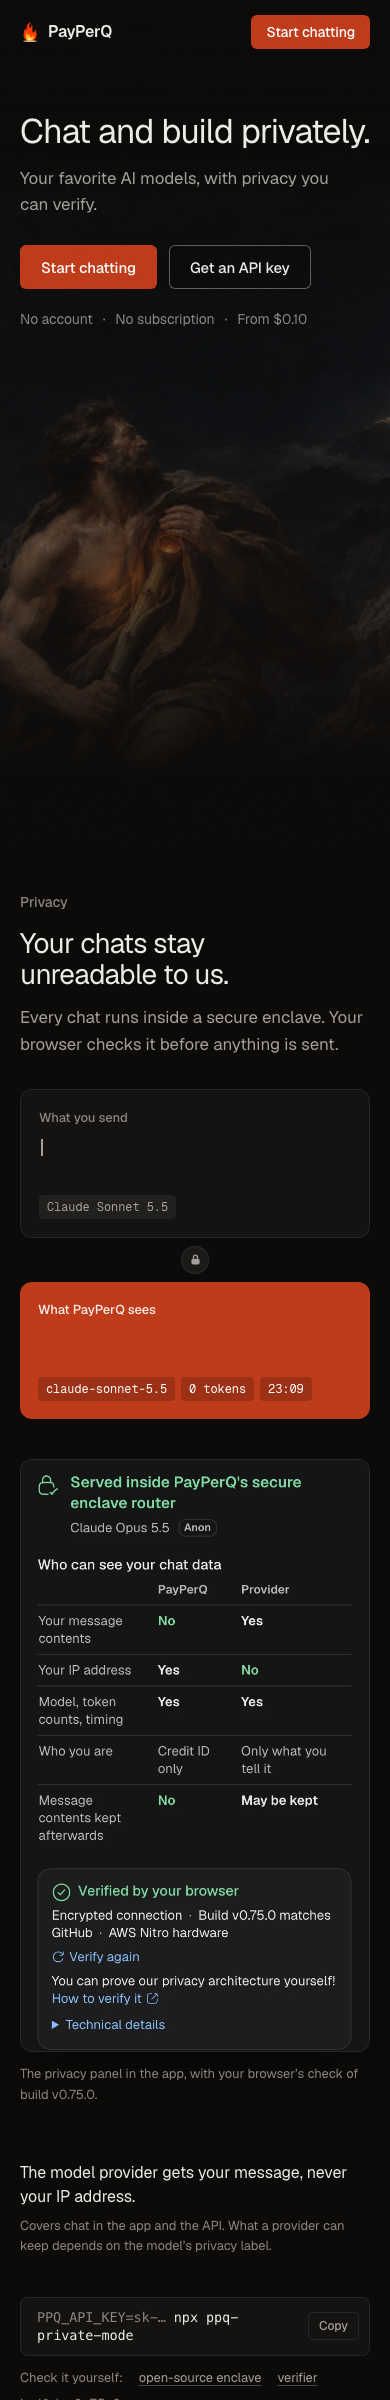 PayPerQ
Start chatting
Chat and build privately.
Your favorite AI models, with privacy you
can verify.
Start chatting
Get an API key
No account · No subscription · From $0.10
Privacy
Your chats stay
unreadable to us.
Every chat runs inside a secure enclave. Your
browser checks it before anything is sent.
What you send
Claude Sonnet 5.5
What PayPerQ sees
claude-sonnet-5.5 0 tokens 23:09
Served inside PayPerQ's secure
enclave router
Claude Opus 5.5 Anon
Who can see your chat data
PayPerQ Provider
Your message contents No Yes
Your IP address Yes No
Model, token counts, timing Yes Yes
Who you are Credit ID only Only what you tell it
Message contents kept afterwards No May be kept
Verified by your browser
Encrypted connection · Build v0.75.0 matches
GitHub · AWS Nitro hardware
Verify again
You can prove our privacy architecture yourself!
How to verify it
Technical details
The privacy panel in the app, with your browser's check of
build v0.75.0.
The model provider gets your message, never
your IP address.
Covers chat in the app and the API. What a provider can
keep depends on the model's privacy label.
PPQ_API_KEY=sk-… npx ppq-
private-mode
Copy
Check it yourself: open-source enclave verifier